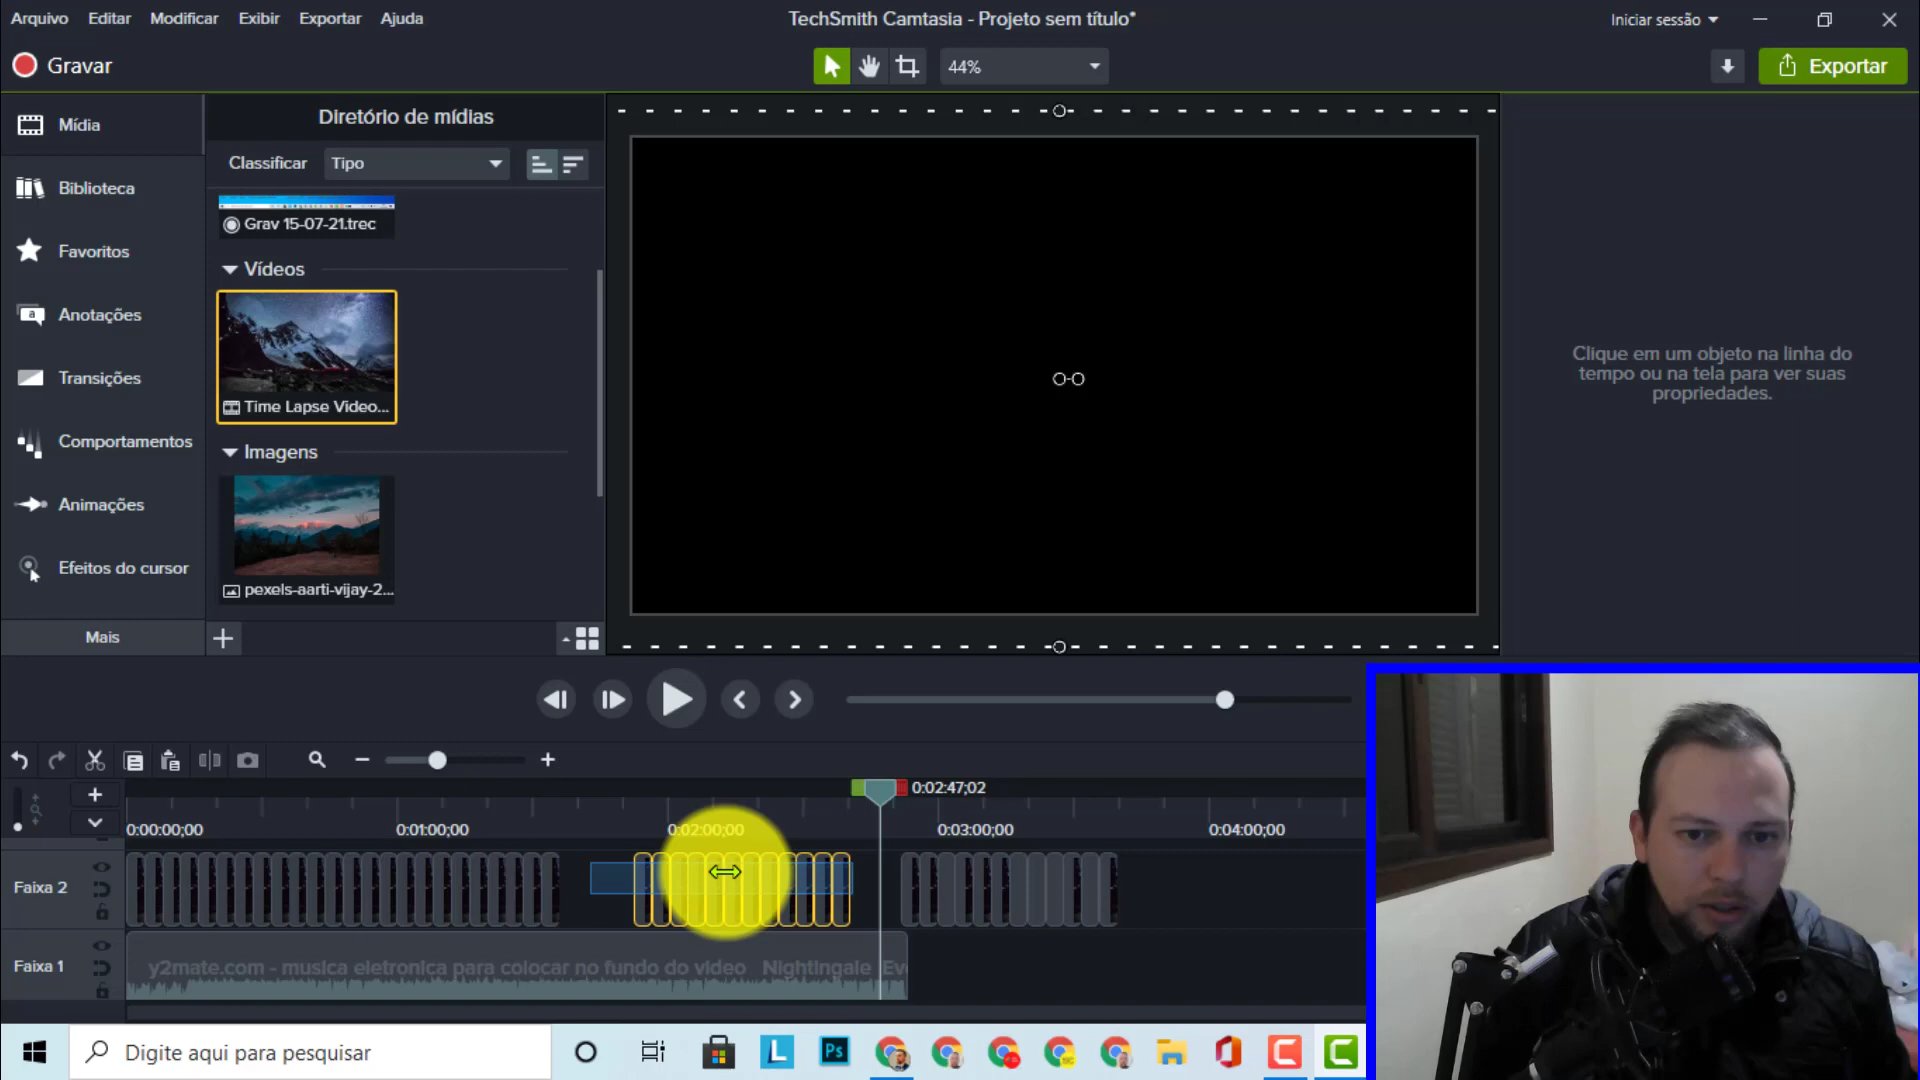 Arquivo Editar Modificar Exibir Exportar Ajuda
TechSmith Camtasia - Projeto sem título*
Iniciar sessão
Gravar
44%
Exportar
Mídia
Biblioteca
Favoritos
Anotações
Transições
Comportamentos
Animações
Efeitos do cursor
Mais
Diretório de mídias
Classificar Tipo
Grav 15-07-21.trec
Vídeos
Time Lapse Video...
Imagens
pexels-aarti-vijay-2...
Clique em um objeto na linha do
tempo ou na tela para ver suas
propriedades.
0:02:47;02
0:00:00;00 0:01:00;00 0:02:00;00 0:03:00;00 0:04:00;00
Faixa 2
Faixa 1
y2mate.com - musica eletronica para colocar no fundo do video Nightingale Ev
Digite aqui para pesquisar
L
Ps
C
C